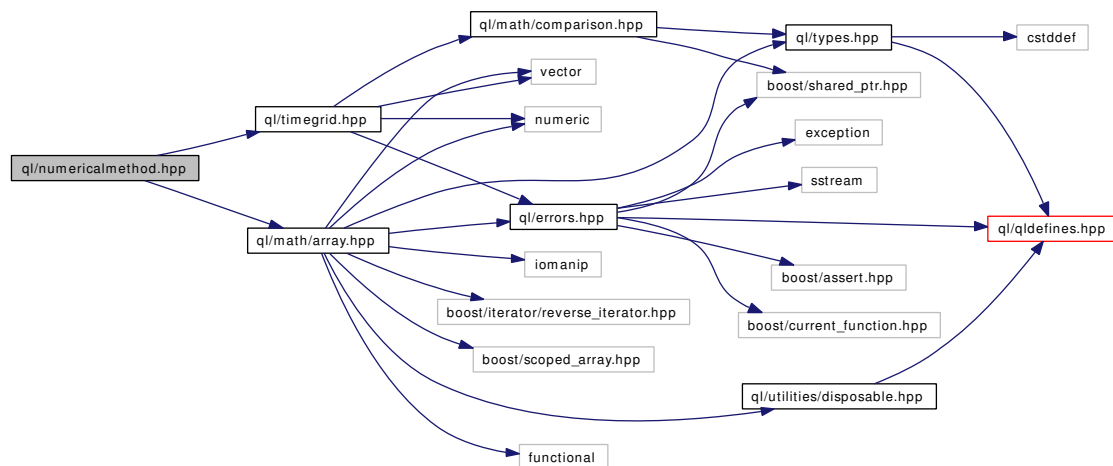 ql/math/comparison.hpp
ql/types.hpp
cstddef
vector
boost/shared_ptr.hpp
ql/timegrid.hpp
numeric
exception
ql/numericalmethod.hpp
sstream
ql/errors.hpp
ql/qldefines.hpp
ql/math/array.hpp
iomanip
boost/assert.hpp
boost/iterator/reverse_iterator.hpp
boost/current_function.hpp
boost/scoped_array.hpp
ql/utilities/disposable.hpp
functional